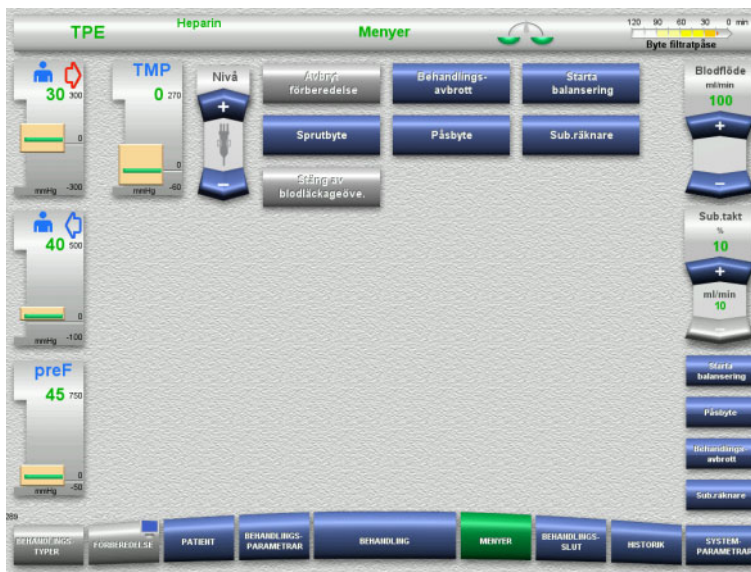 TPE
Heparin
Menyer
120 90 60 30 0 min
Byte filtratpåse
30 300
0
mmHg -300
TMP
0 270
0
mmHg -60
Nivå
+
−
Avbryt
förberedelse
Behandlings-
avbrott
Starta
balansering
Sprutbyte
Påsbyte
Sub.räknare
Stäng av
blodläckageöve.
Blodflöde
ml/min
100
+
−
40 500
0
mmHg -100
Sub.takt
%
10
+
ml/min
10
−
preF
45 750
0
mmHg -50
Starta
balansering
Påsbyte
Behandlings-
avbrott
Sub.räknare
269
BEHANDLINGS-
TYPER
FÖRBEREDELSE
PATIENT
BEHANDLINGS-
PARAMETRAR
BEHANDLING
MENYER
BEHANDLINGS-
SLUT
HISTORIK
SYSTEM-
PARAMETRAR